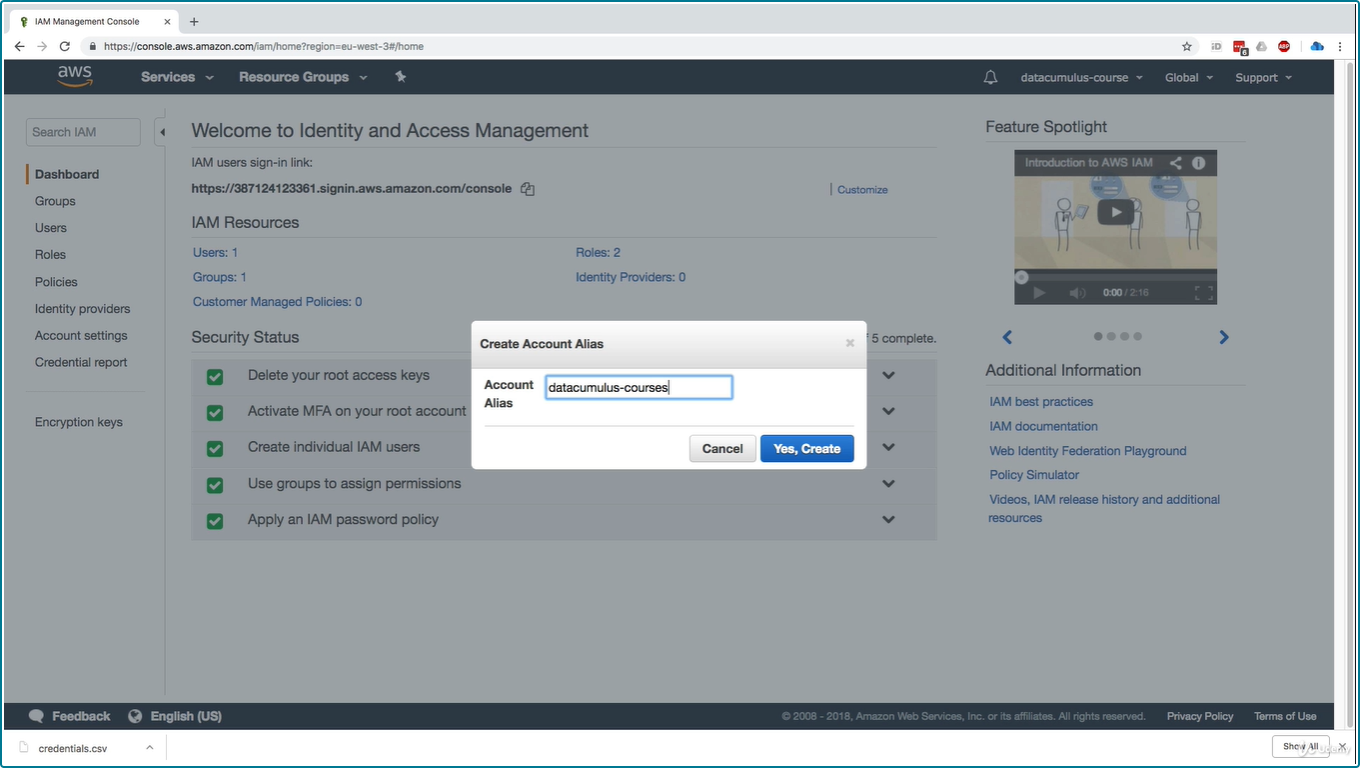 IAM Management Console
https://console.aws.amazon.com/iam/home?region=eu-west-3#/home
iD
6
ABP
aws
Services
Resource Groups
datacumulus-course
Global
Support
Search IAM
Dashboard
Groups
Users
Roles
Policies
Identity providers
Account settings
Credential report
Encryption keys
Welcome to Identity and Access Management
IAM users sign-in link:
https://387124123361.signin.aws.amazon.com/console
Customize
IAM Resources
Users: 1
Roles: 2
Groups: 1
Identity Providers: 0
Customer Managed Policies: 0
Security Status
5 complete.
Delete your root access keys
Activate MFA on your root account
Create individual IAM users
Use groups to assign permissions
Apply an IAM password policy
Create Account Alias
Account
Alias
datacumulus-courses
Cancel
Yes, Create
Feature Spotlight
Introduction to AWS IAM
0:00 / 2:16
Additional Information
IAM best practices
IAM documentation
Web Identity Federation Playground
Policy Simulator
Videos, IAM release history and additional
resources
Feedback
English (US)
© 2008 - 2018, Amazon Web Services, Inc. or its affiliates. All rights reserved.
Privacy Policy
Terms of Use
credentials.csv
Show All